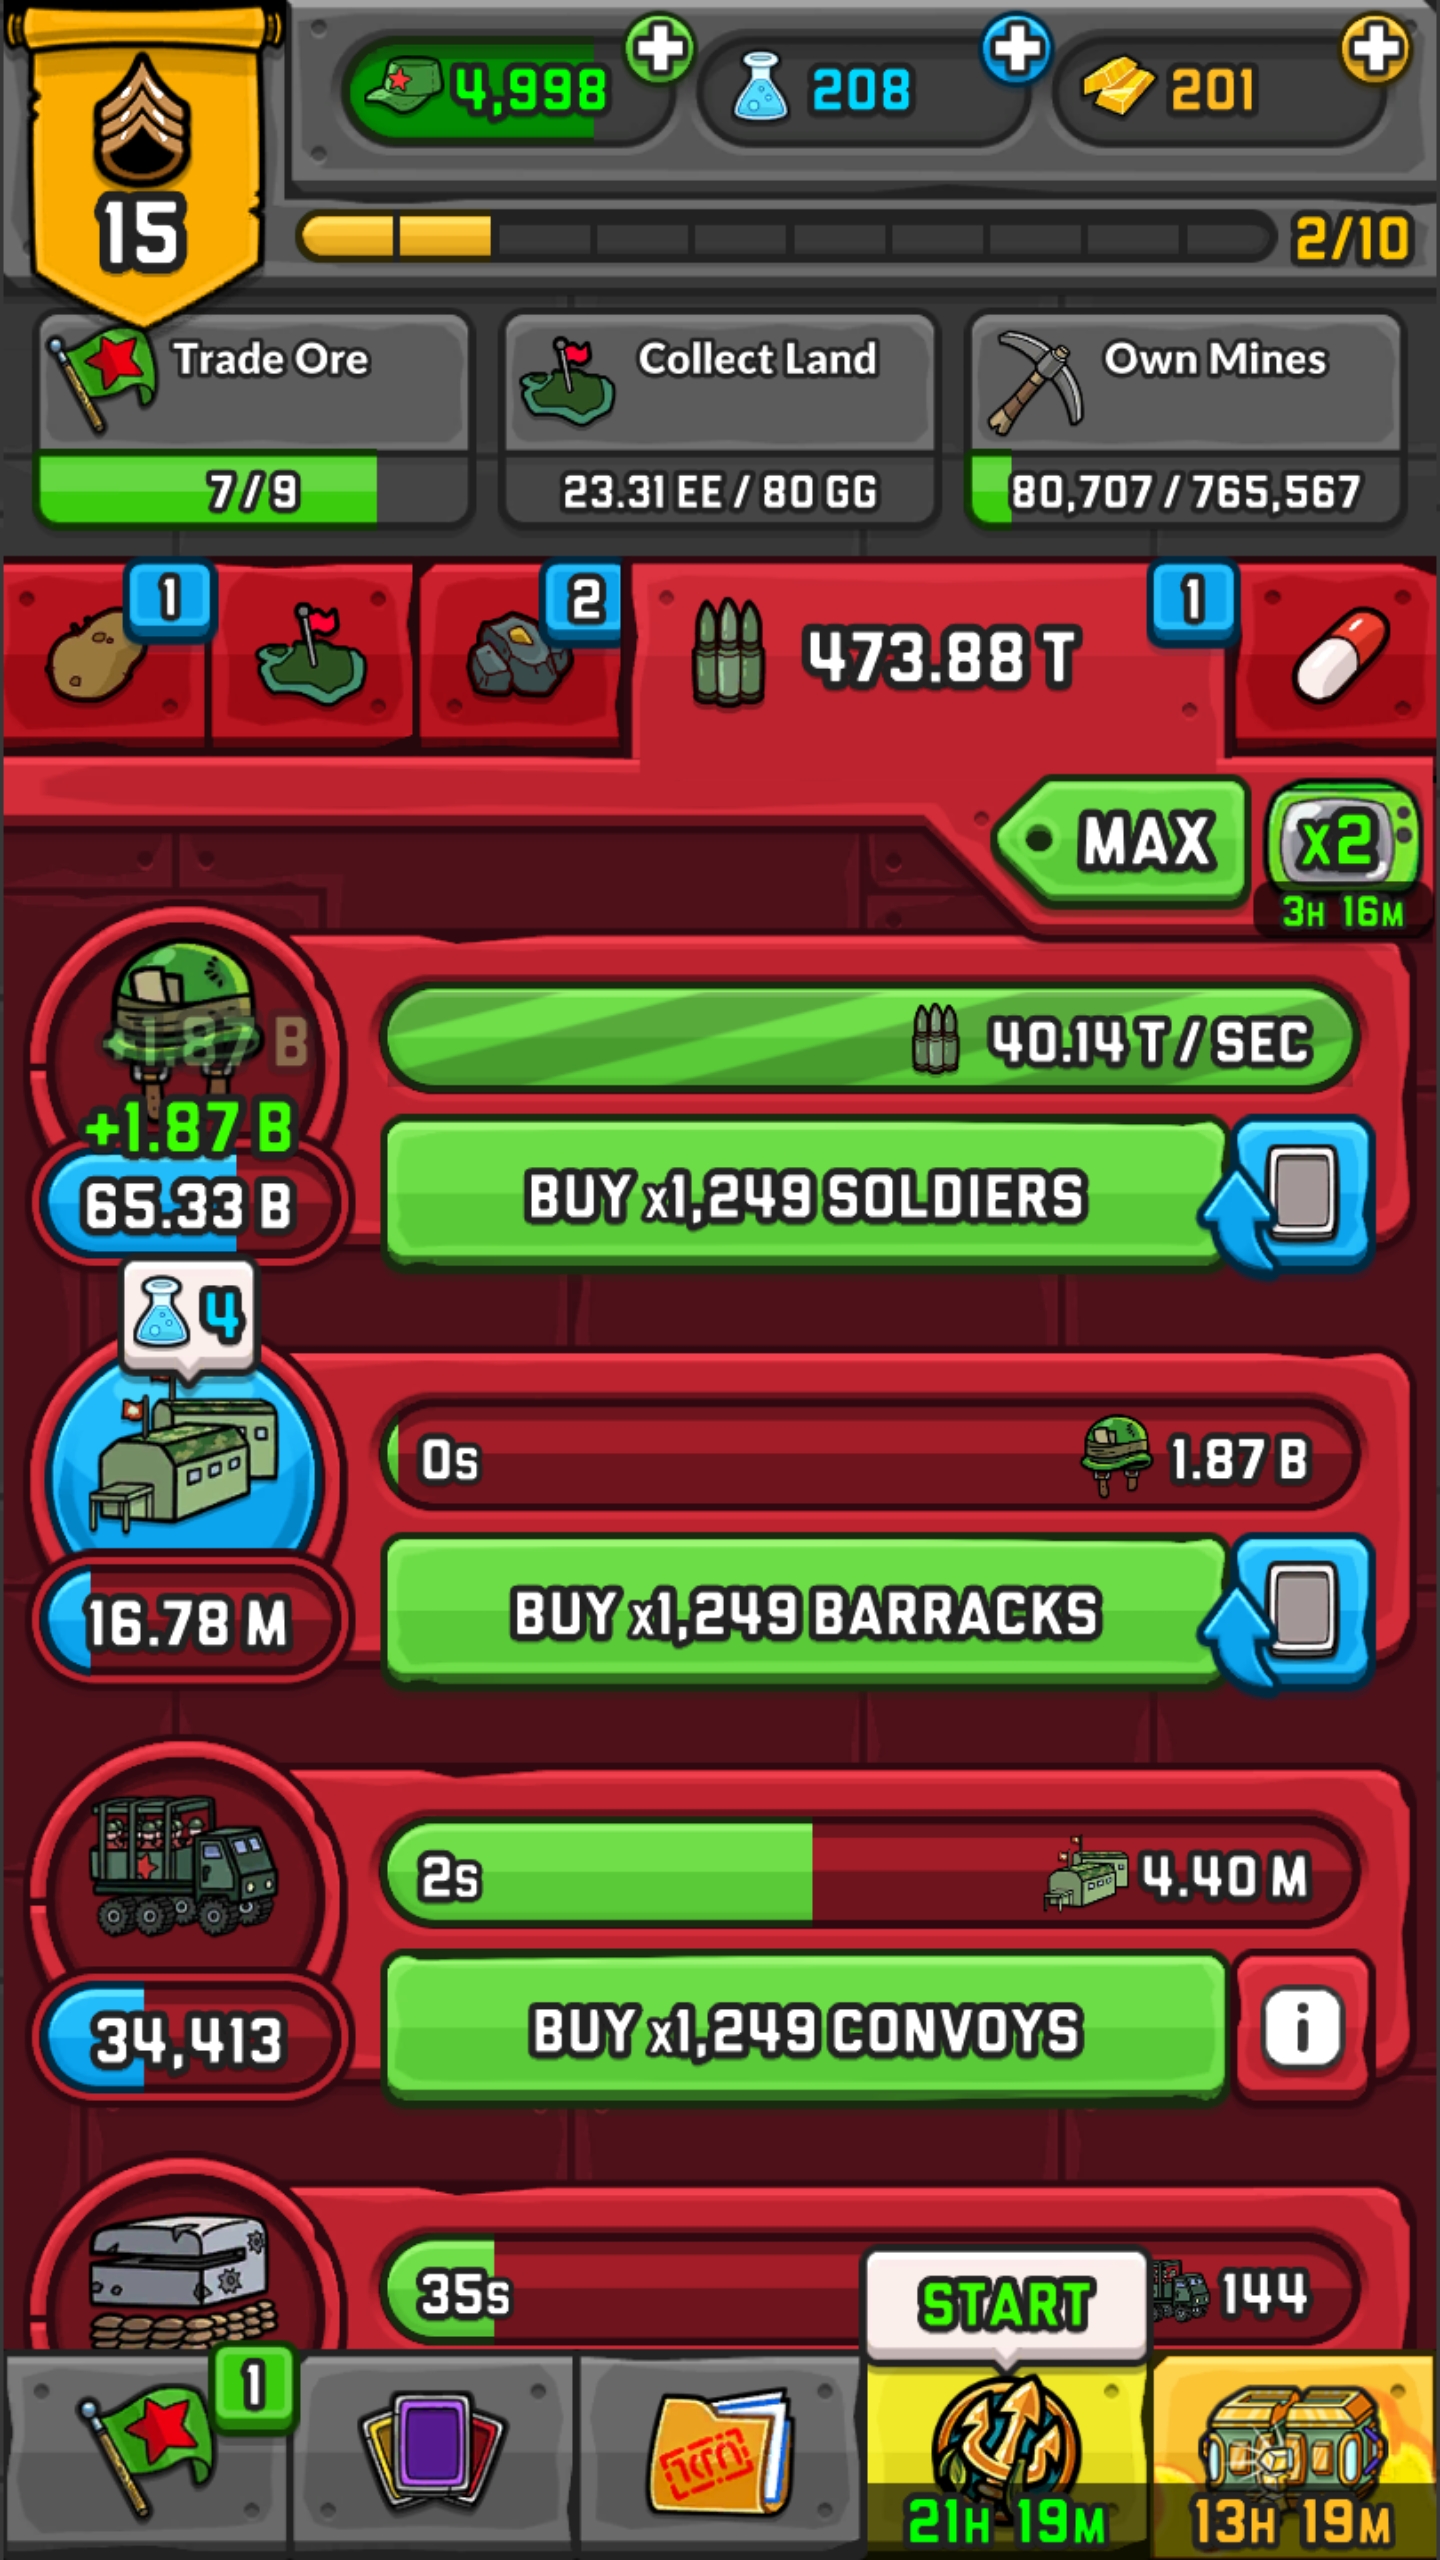 4,998
208
201
15
2/10
Trade Ore
Collect Land
Own Mines
7/9
23.31 EE / 80 GG
80,707 / 765,567
1
2
1
473.88 T
MAX
x2
3H 16M
+1.87 B
40.14 T / SEC
+1.87 B
65.33 B
BUY x1,249 SOLDIERS
4
0s
1.87 B
16.78 M
BUY x1,249 BARRACKS
2s
4.40 M
34,413
BUY x1,249 CONVOYS
i
35s
144
START
1
21H 19M
13H 19M